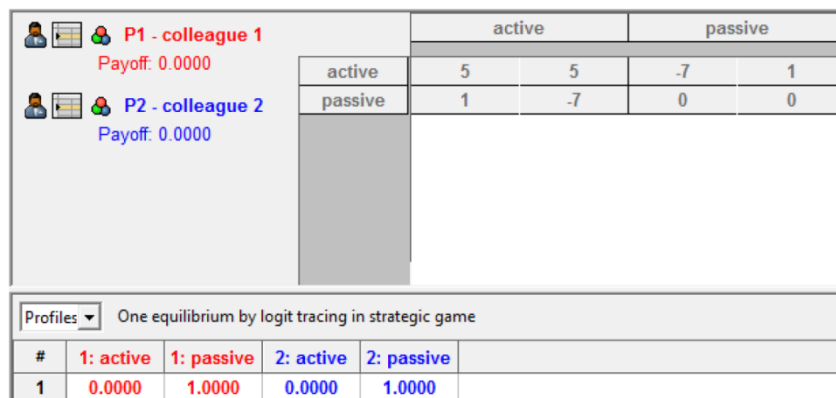 P1 - colleague 1
Payoff: 0.0000
P2 - colleague 2
Payoff: 0.0000
active passive
active 5 5 -7 1
passive 1 -7 0 0
Profiles One equilibrium by logit tracing in strategic game
# 1: active 1: passive 2: active 2: passive
1 0.0000 1.0000 0.0000 1.0000